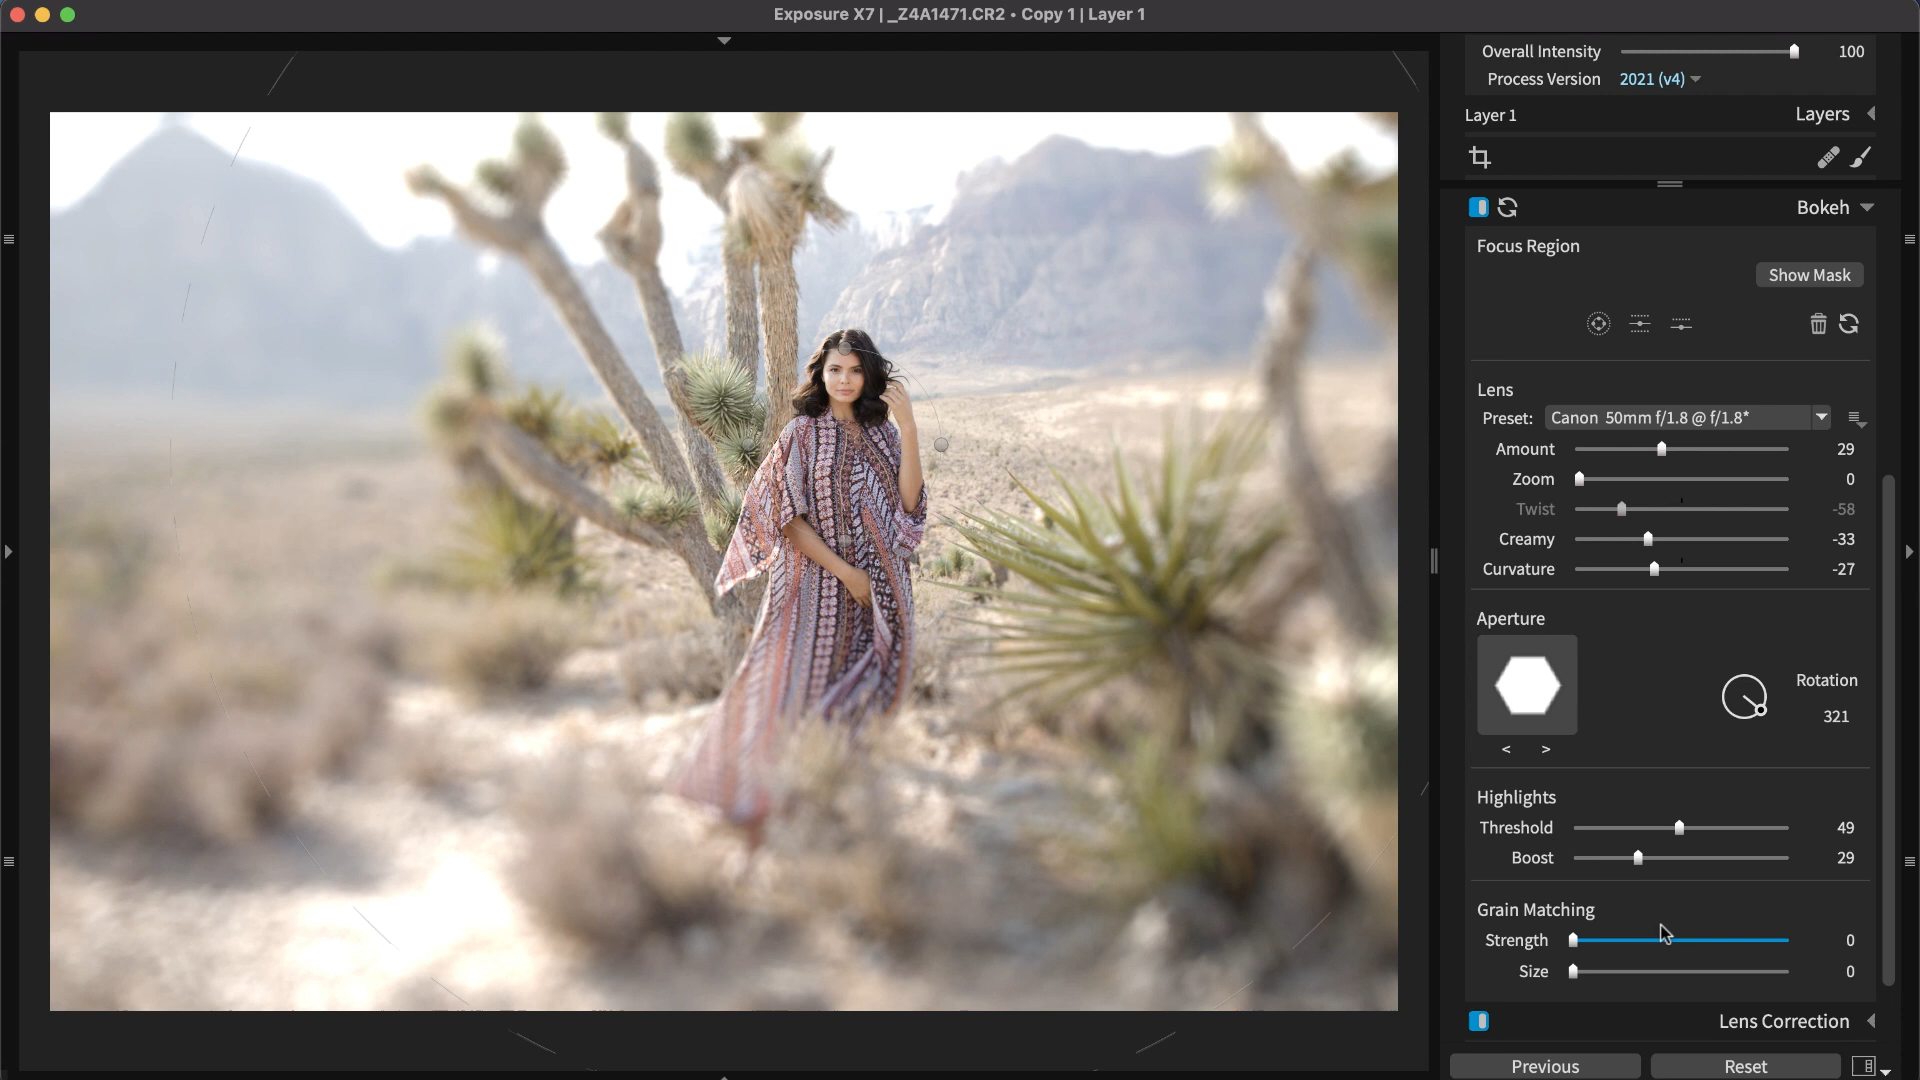 Exposure X7 | _Z4A1471.CR2 • Copy 1 | Layer 1
Overall Intensity 100
Process Version 2021 (v4)
Layer 1 Layers
Bokeh
Focus Region
Show Mask
Lens
Preset: Canon 50mm f/1.8 @ f/1.8*
Amount 29
Zoom 0
Twist -58
Creamy -33
Curvature -27
Aperture
Rotation
321
< >
Highlights
Threshold 49
Boost 29
Grain Matching
Strength 0
Size 0
Lens Correction
Previous Reset